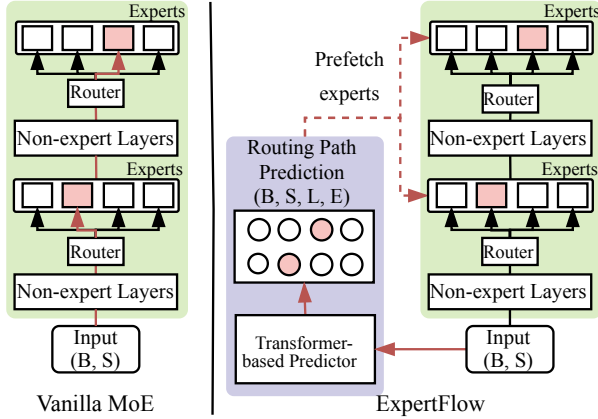 Experts
Router
Non-expert Layers
Experts
Router
Non-expert Layers
Input
(B, S)
Vanilla MoE
Prefetch
experts
Routing Path
Prediction
(B, S, L, E)
Transformer-
based Predictor
Experts
Router
Non-expert Layers
Experts
Router
Non-expert Layers
Input
(B, S)
ExpertFlow